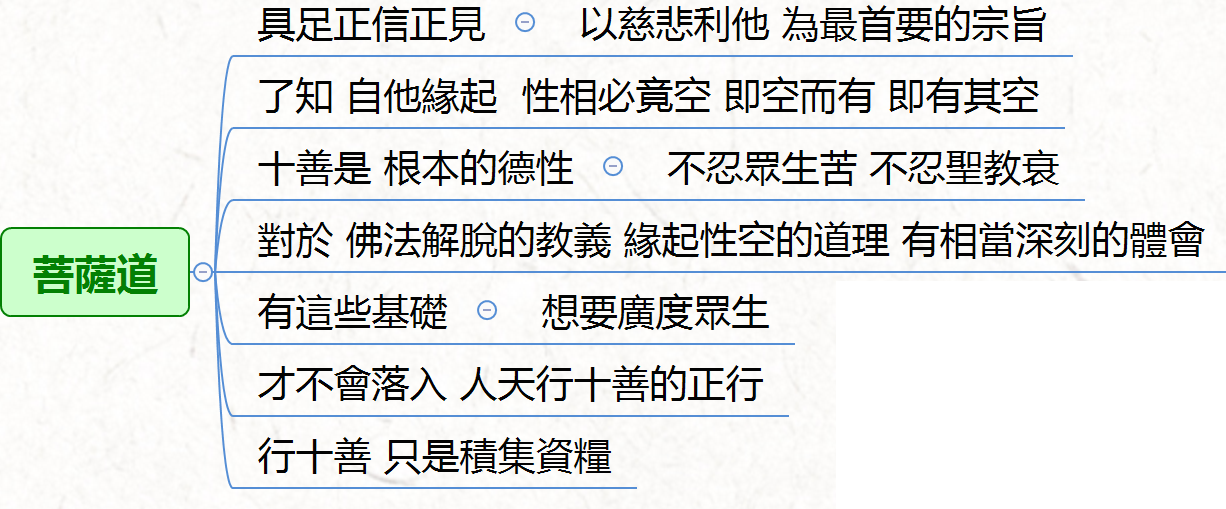 具足正信正見 以慈悲利他 為最首要的宗旨
了知 自他緣起 性相必竟空 即空而有 即有其空
十善是 根本的德性 不忍眾生苦 不忍聖教衰
對於 佛法解脫的教義 緣起性空的道理 有相當深刻的體會
菩薩道
有這些基礎 想要廣度眾生
才不會落入 人天行十善的正行
行十善 只是積集資糧